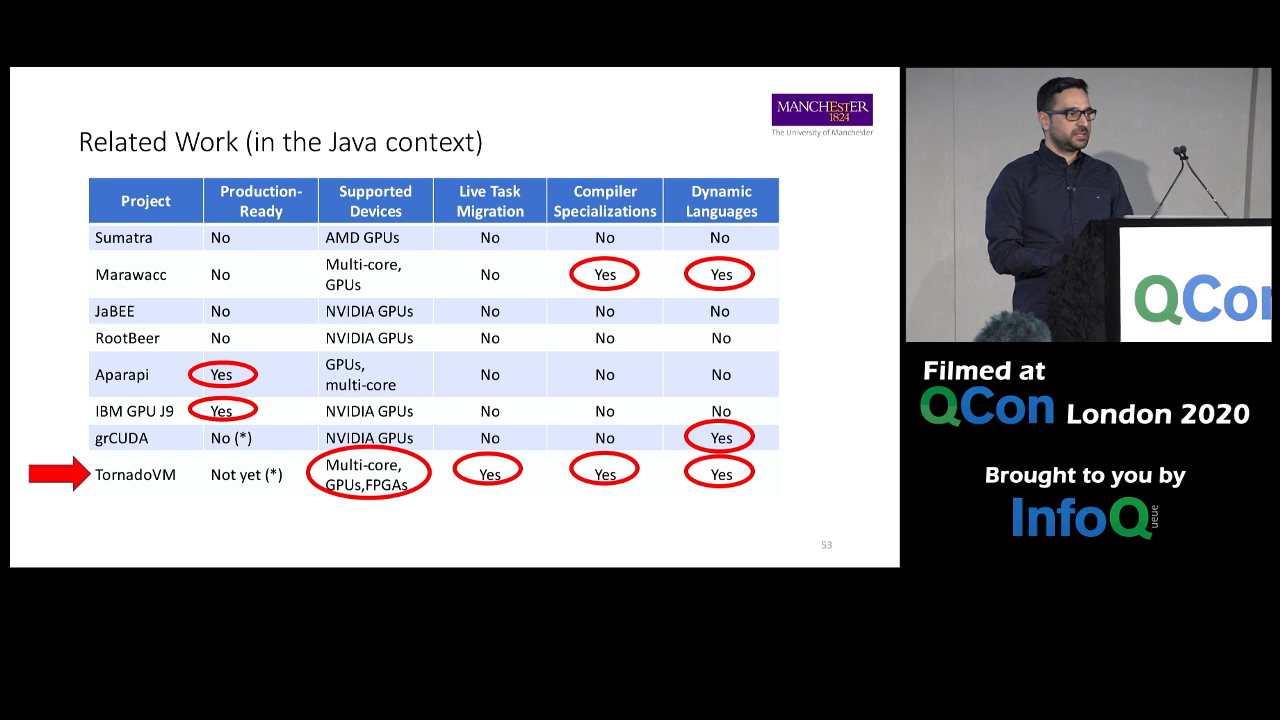 MANCHESTER
1824
The University of Manchester
Related Work (in the Java context)
Project Production-Ready Supported Devices Live Task Migration Compiler Specializations Dynamic Languages
Sumatra No AMD GPUs No No No
Marawacc No Multi-core, GPUs No Yes Yes
JaBEE No NVIDIA GPUs No No No
RootBeer No NVIDIA GPUs No No No
Aparapi Yes GPUs, multi-core No No No
IBM GPU J9 Yes NVIDIA GPUs No No No
grCUDA No (*) NVIDIA GPUs No No Yes
TornadoVM Not yet (*) Multi-core, GPUs,FPGAs Yes Yes Yes
53
QCon
Filmed at
QCon London 2020
Brought to you by
InfoQ
ueue